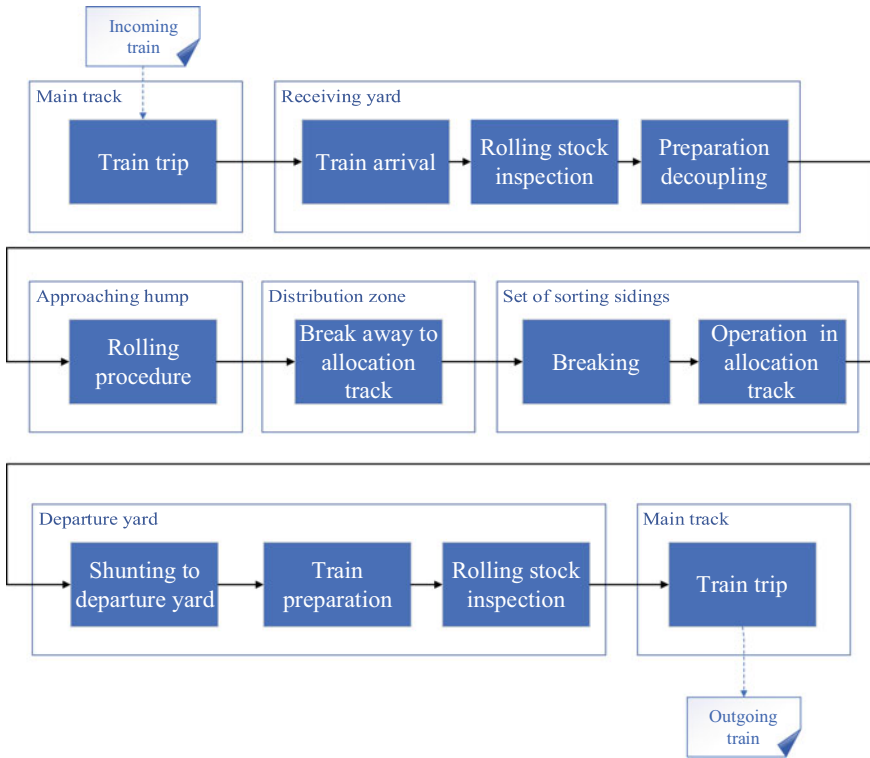 Incoming
train
Main track
Train trip
Receiving yard
Train arrival
Rolling stock
inspection
Preparation
decoupling
Approaching hump
Rolling
procedure
Distribution zone
Break away to
allocation
track
Set of sorting sidings
Breaking
Operation in
allocation
track
Departure yard
Shunting to
departure yard
Train
preparation
Rolling stock
inspection
Main track
Train trip
Outgoing
train